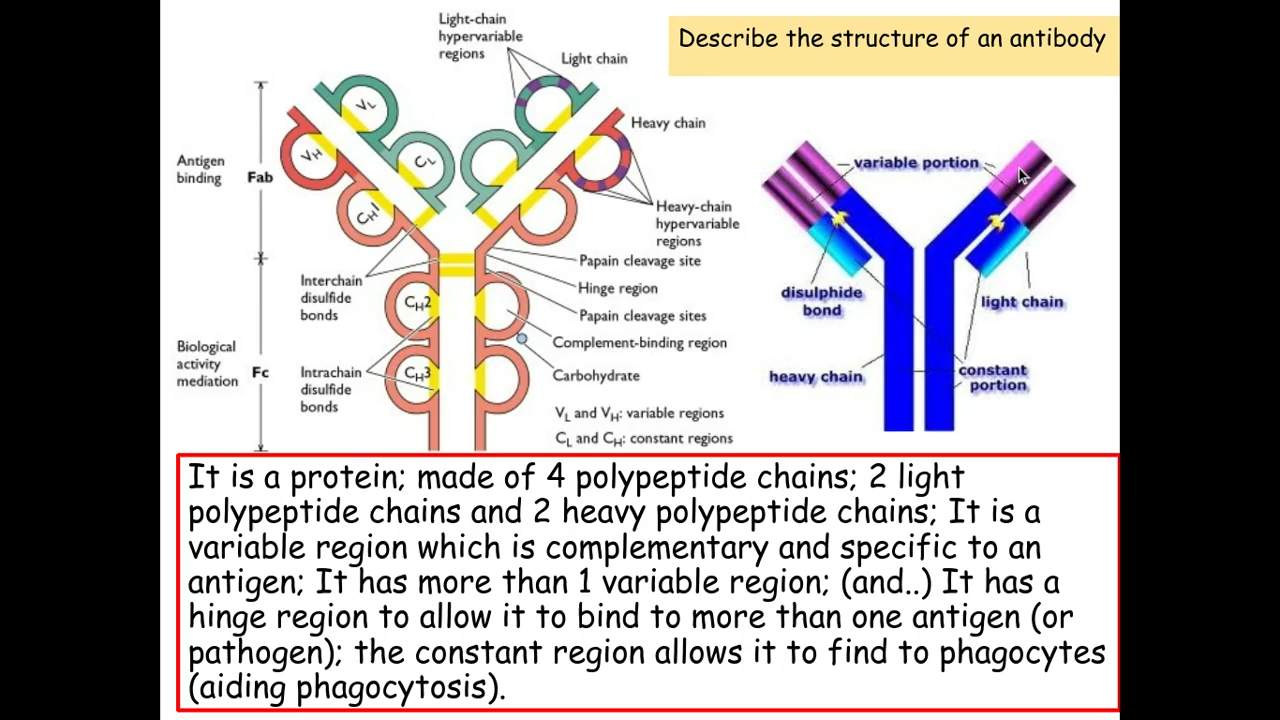 Describe the structure of an antibody
Light-chain
hypervariable
regions
Light chain
Heavy chain
Heavy-chain
hypervariable
regions
Antigen
binding
Fab
VL
VH
CL
CH1
Papain cleavage site
Hinge region
Papain cleavage sites
Complement-binding region
Carbohydrate
Interchain
disulfide
bonds
CH2
Biological
activity
mediation
Fc
Intrachain
disulfide
bonds
CH3
VL and VH: variable regions
CL and CH: constant regions
variable portion
disulphide
bond
light chain
heavy chain
constant
portion
It is a protein; made of 4 polypeptide chains; 2 light
polypeptide chains and 2 heavy polypeptide chains; It is a
variable region which is complementary and specific to an
antigen; It has more than 1 variable region; (and..) It has a
hinge region to allow it to bind to more than one antigen (or
pathogen); the constant region allows it to find to phagocytes
(aiding phagocytosis).